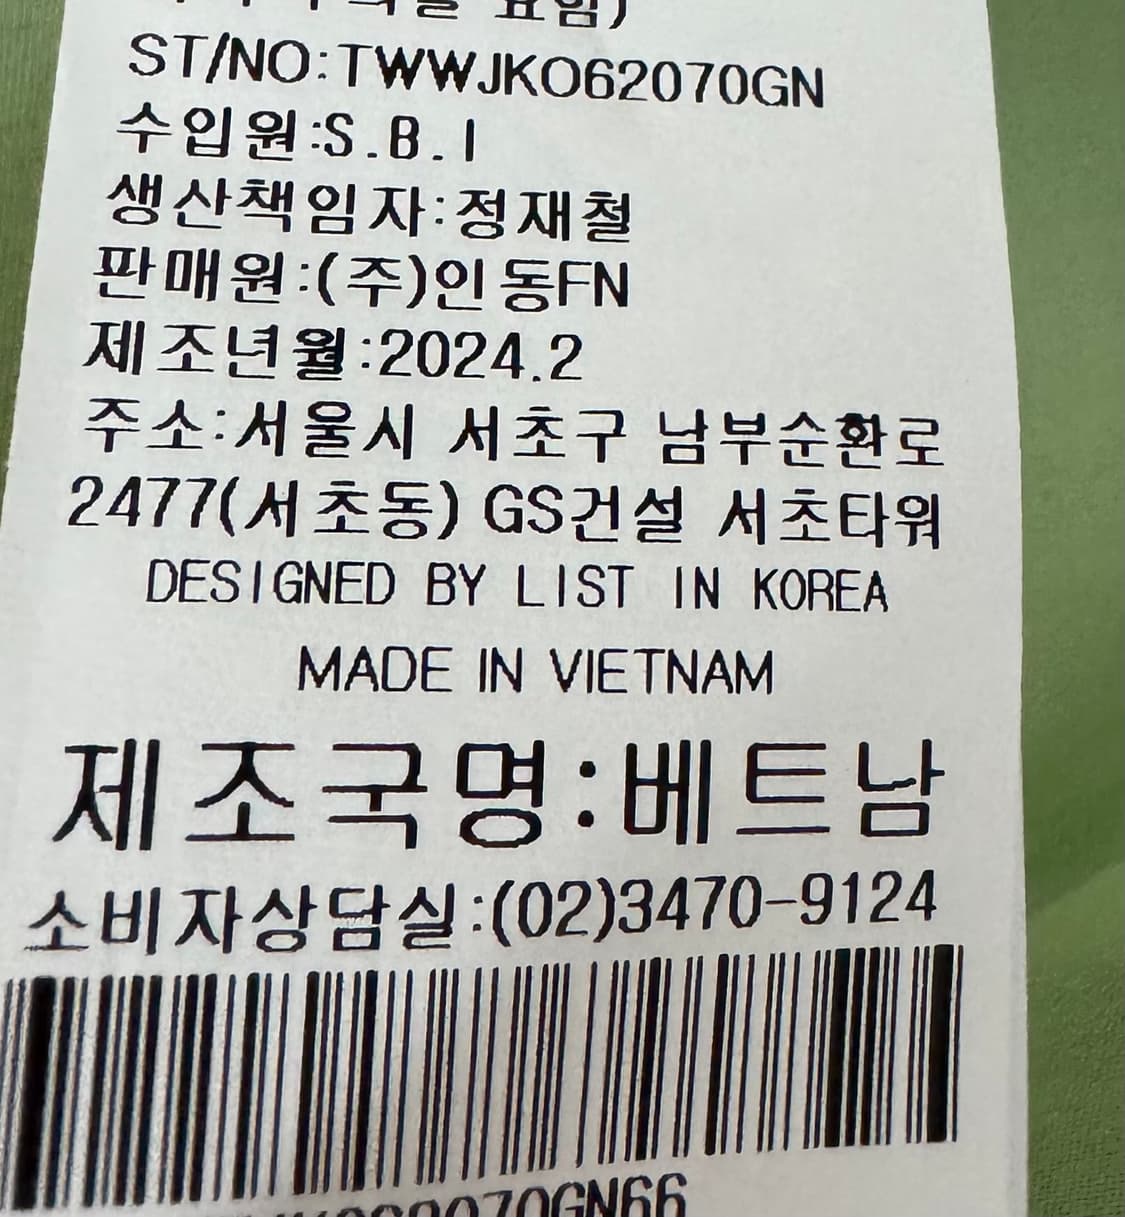 ST/NO:TWWJKO62070GN
수입원:S.B.I
생산책임자:정재철
판매원:(주)인동FN
제조년월:2024.2
주소:서울시 서초구 남부순환로
2477(서초동) GS건설 서초타워
DESIGNED BY LIST IN KOREA
MADE IN VIETNAM
제조국명:베트남
소비자상담실:(02)3470-9124